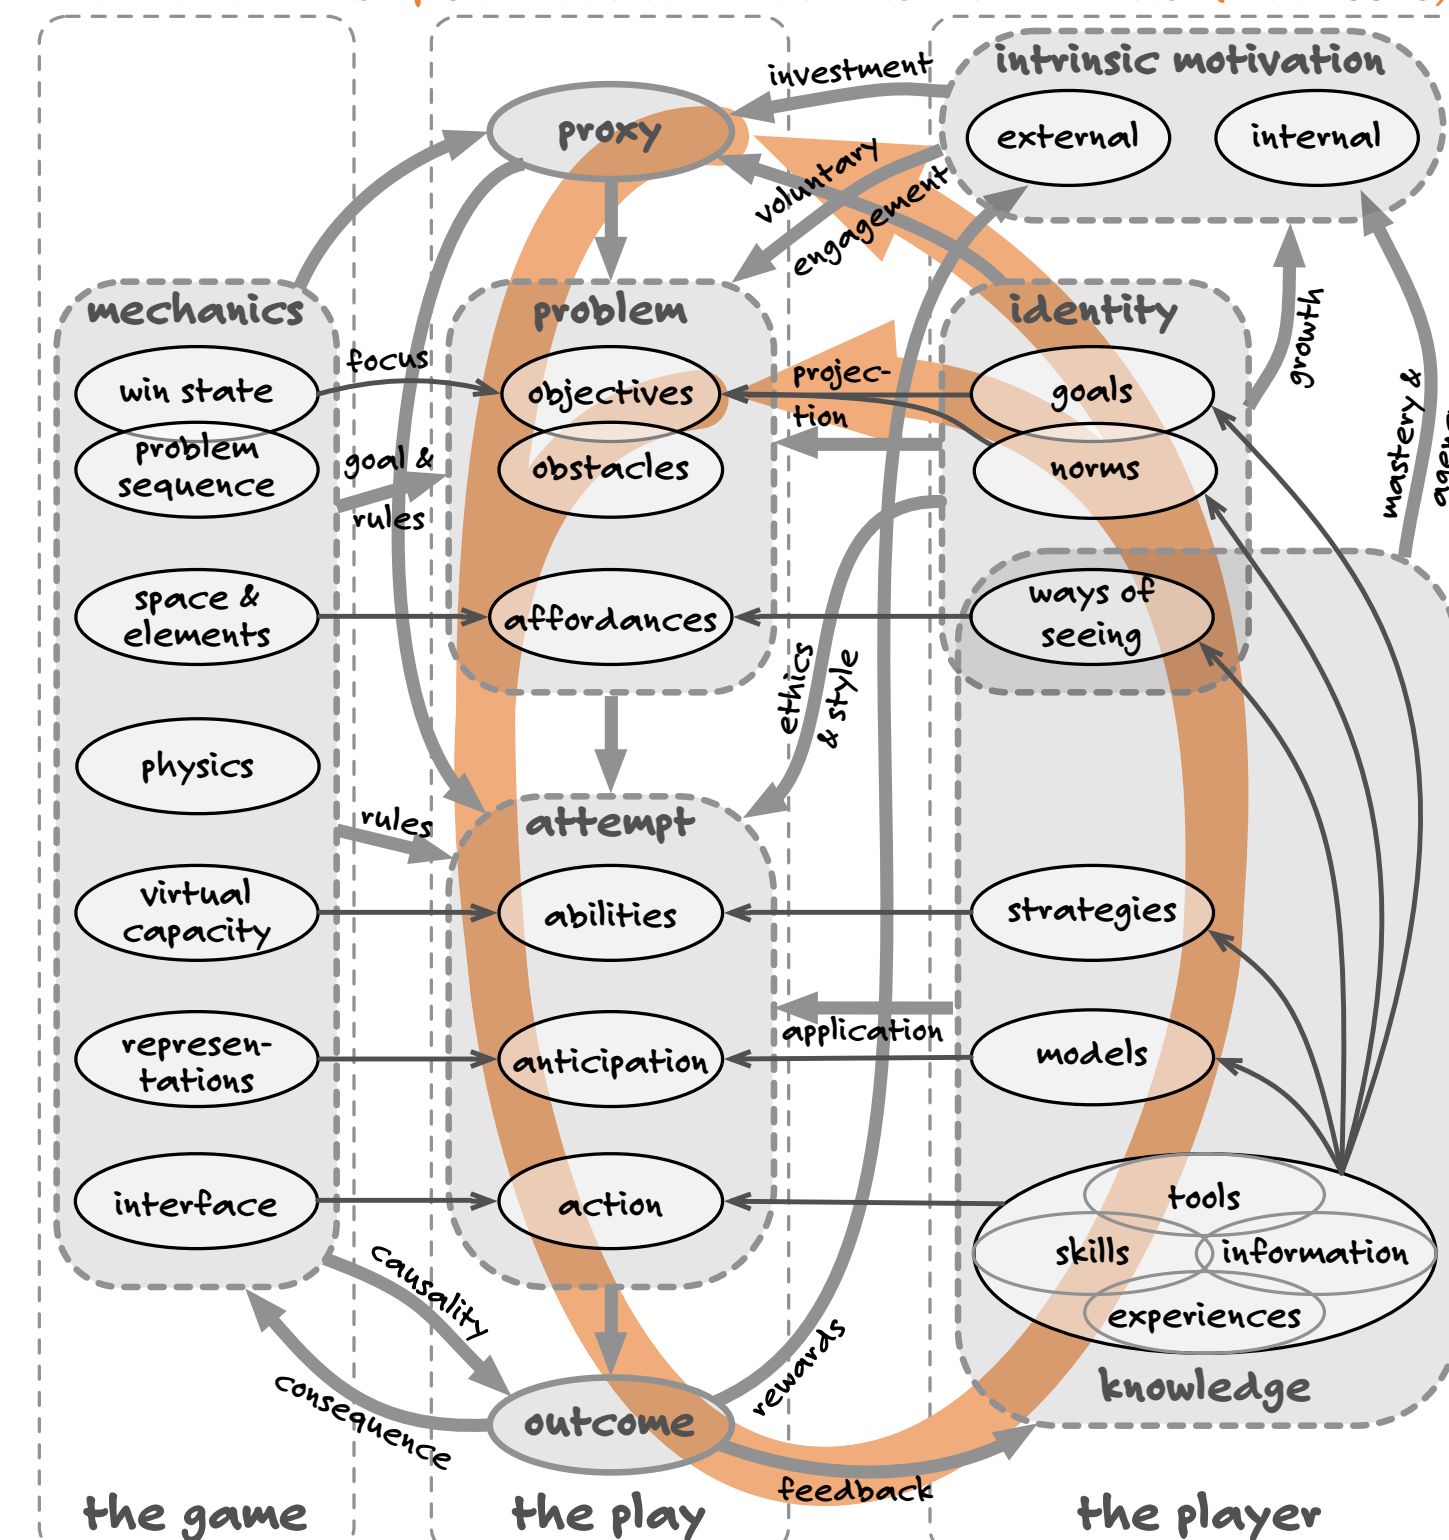 investment
intrinsic motivation
external
internal
proxy
voluntary
engagement
mechanics
problem
identity
growth
win state
focus
objectives
projec-
tion
goals
problem
sequence
goal &
rules
obstacles
norms
mastery &
space &
elements
affordances
ways of
seeing
ethics
& style
physics
rules
attempt
virtual
capacity
abilities
strategies
represen-
tations
anticipation
application
models
interface
action
tools
skills
information
experiences
causality
consequence
outcome
rewards
feedback
knowledge
the game
the play
the player